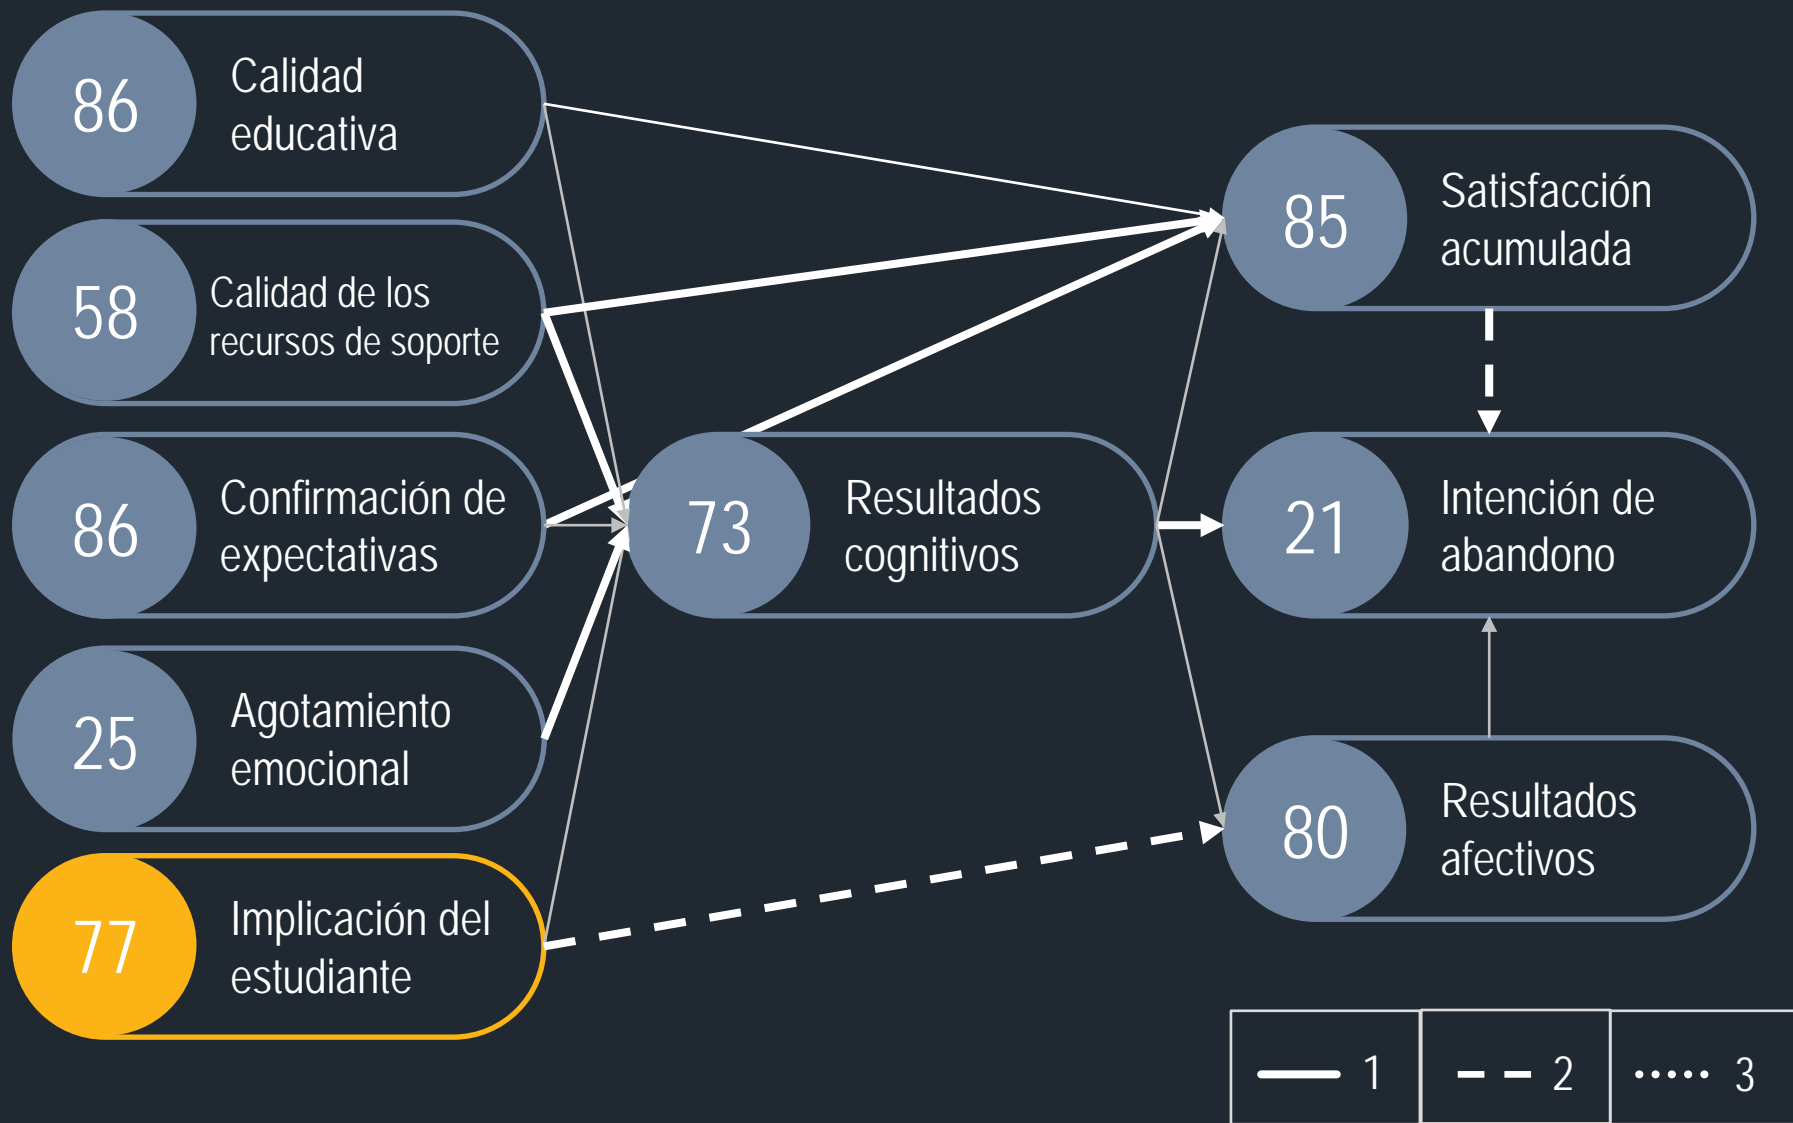 86
Calidad
educativa
58
Calidad de los
recursos de soporte
86
Confirmación de
expectativas
25
Agotamiento
emocional
77
Implicación del
estudiante
73
Resultados
cognitivos
85
Satisfacción
acumulada
21
Intención de
abandono
80
Resultados
afectivos
1
2
3